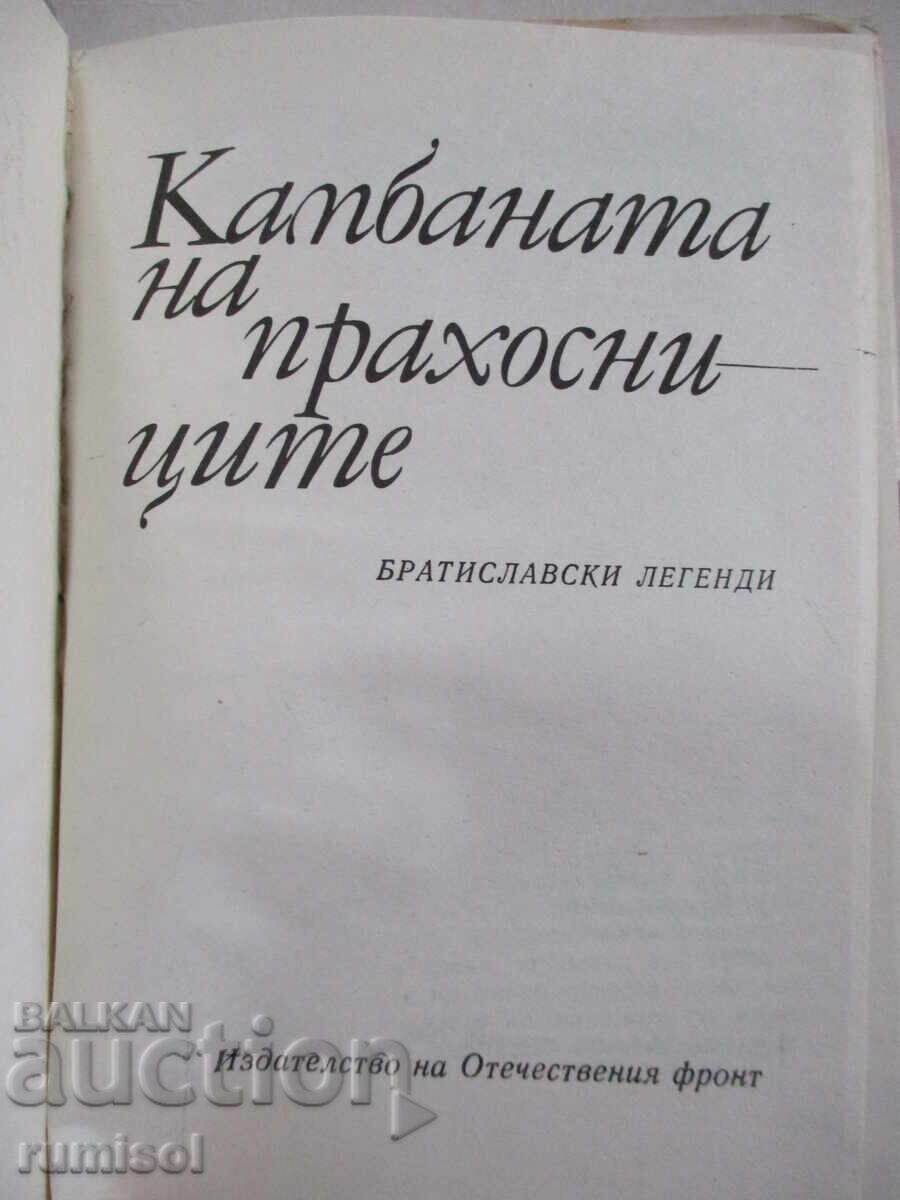 Камбаната
на
прахосни—
ците
БРАТИСЛАВСКИ ЛЕГЕНДИ
Издателство на Отечествения фронт
BALKAN
auction
rumisol